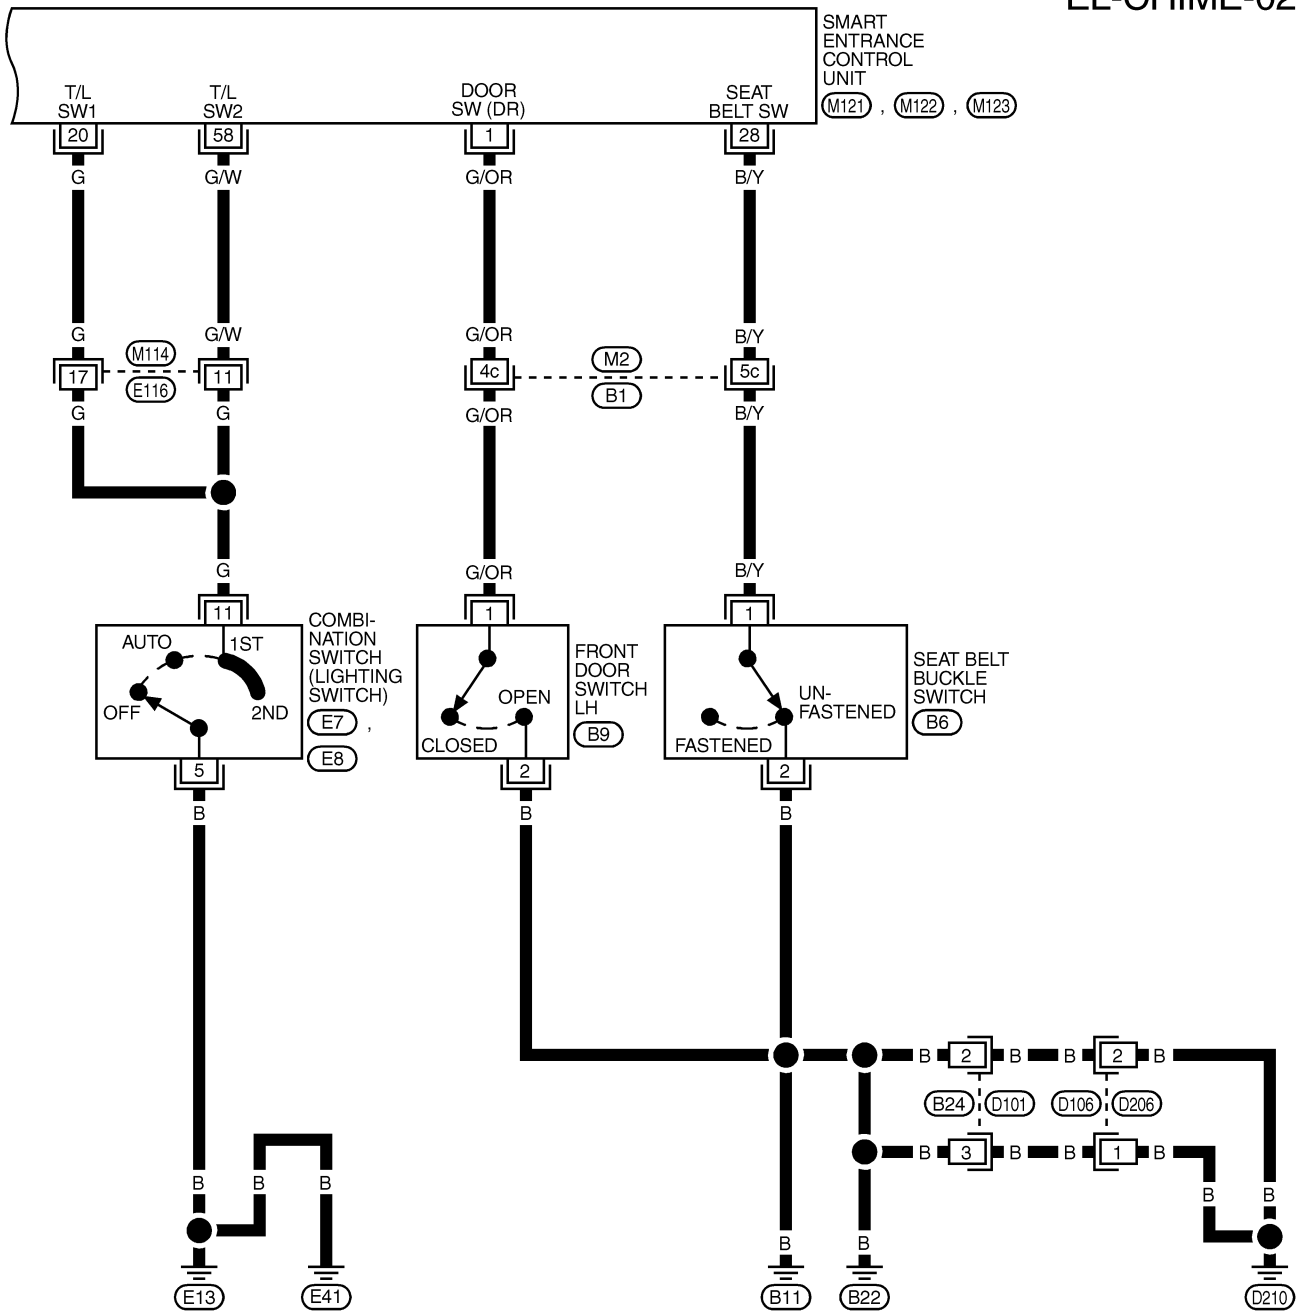 EL-CHIME-02
SMART
ENTRANCE
CONTROL
UNIT
M121 , M122 , M123
T/L
SW1
T/L
SW2
DOOR
SW (DR)
SEAT
BELT SW
20 58 1 28
G G/W G/OR B/Y
G G/W G/OR B/Y
M114 M2
17 11 4c 5c
E116 B1
G G G/OR B/Y
G G/OR B/Y
11 1 1
COMBI-
NATION
SWITCH
(LIGHTING
SWITCH)
E7 ,
E8
AUTO 1ST
OFF 2ND
FRONT
DOOR
SWITCH
LH
B9
OPEN
CLOSED
SEAT BELT
BUCKLE
SWITCH
B6
UN-
FASTENED
FASTENED
5 2 2
B B B
B 2 B B 2 B
B24 D101 D106 D206
B 3 B B 1 B
B B B B B
B B
E13 E41 B11 B22 D210